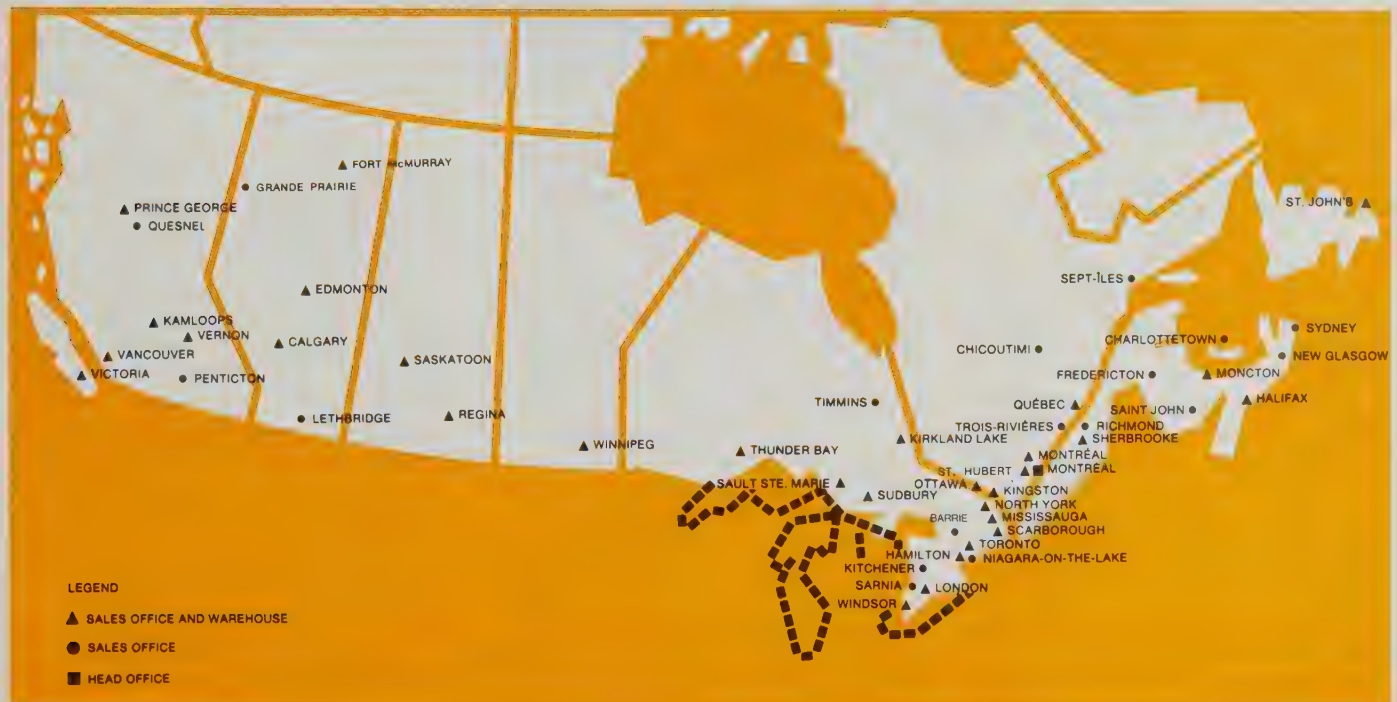 FORT McMURRAY
GRANDE PRAIRIE
PRINCE GEORGE
QUESNEL
ST. JOHN'S
SEPT-ÎLES
EDMONTON
KAMLOOPS
VERNON
CALGARY
VANCOUVER
SASKATOON
VICTORIA
PENTICTON
LETHBRIDGE
REGINA
WINNIPEG
SYDNEY
CHARLOTTETOWN
CHICOUTIMI
NEW GLASGOW
FREDERICTON
MONCTON
TIMMINS
QUÉBEC
HALIFAX
SAINT JOHN
TROIS-RIVIÈRES
RICHMOND
KIRKLAND LAKE
SHERBROOKE
THUNDER BAY
MONTRÉAL
ST. HUBERT
MONTRÉAL
SAULT STE. MARIE
OTTAWA
SUDBURY
KINGSTON
NORTH YORK
BARRIE
MISSISSAUGA
SCARBOROUGH
TORONTO
HAMILTON
NIAGARA-ON-THE-LAKE
KITCHENER
SARNIA
LONDON
WINDSOR
LEGEND
SALES OFFICE AND WAREHOUSE
SALES OFFICE
HEAD OFFICE